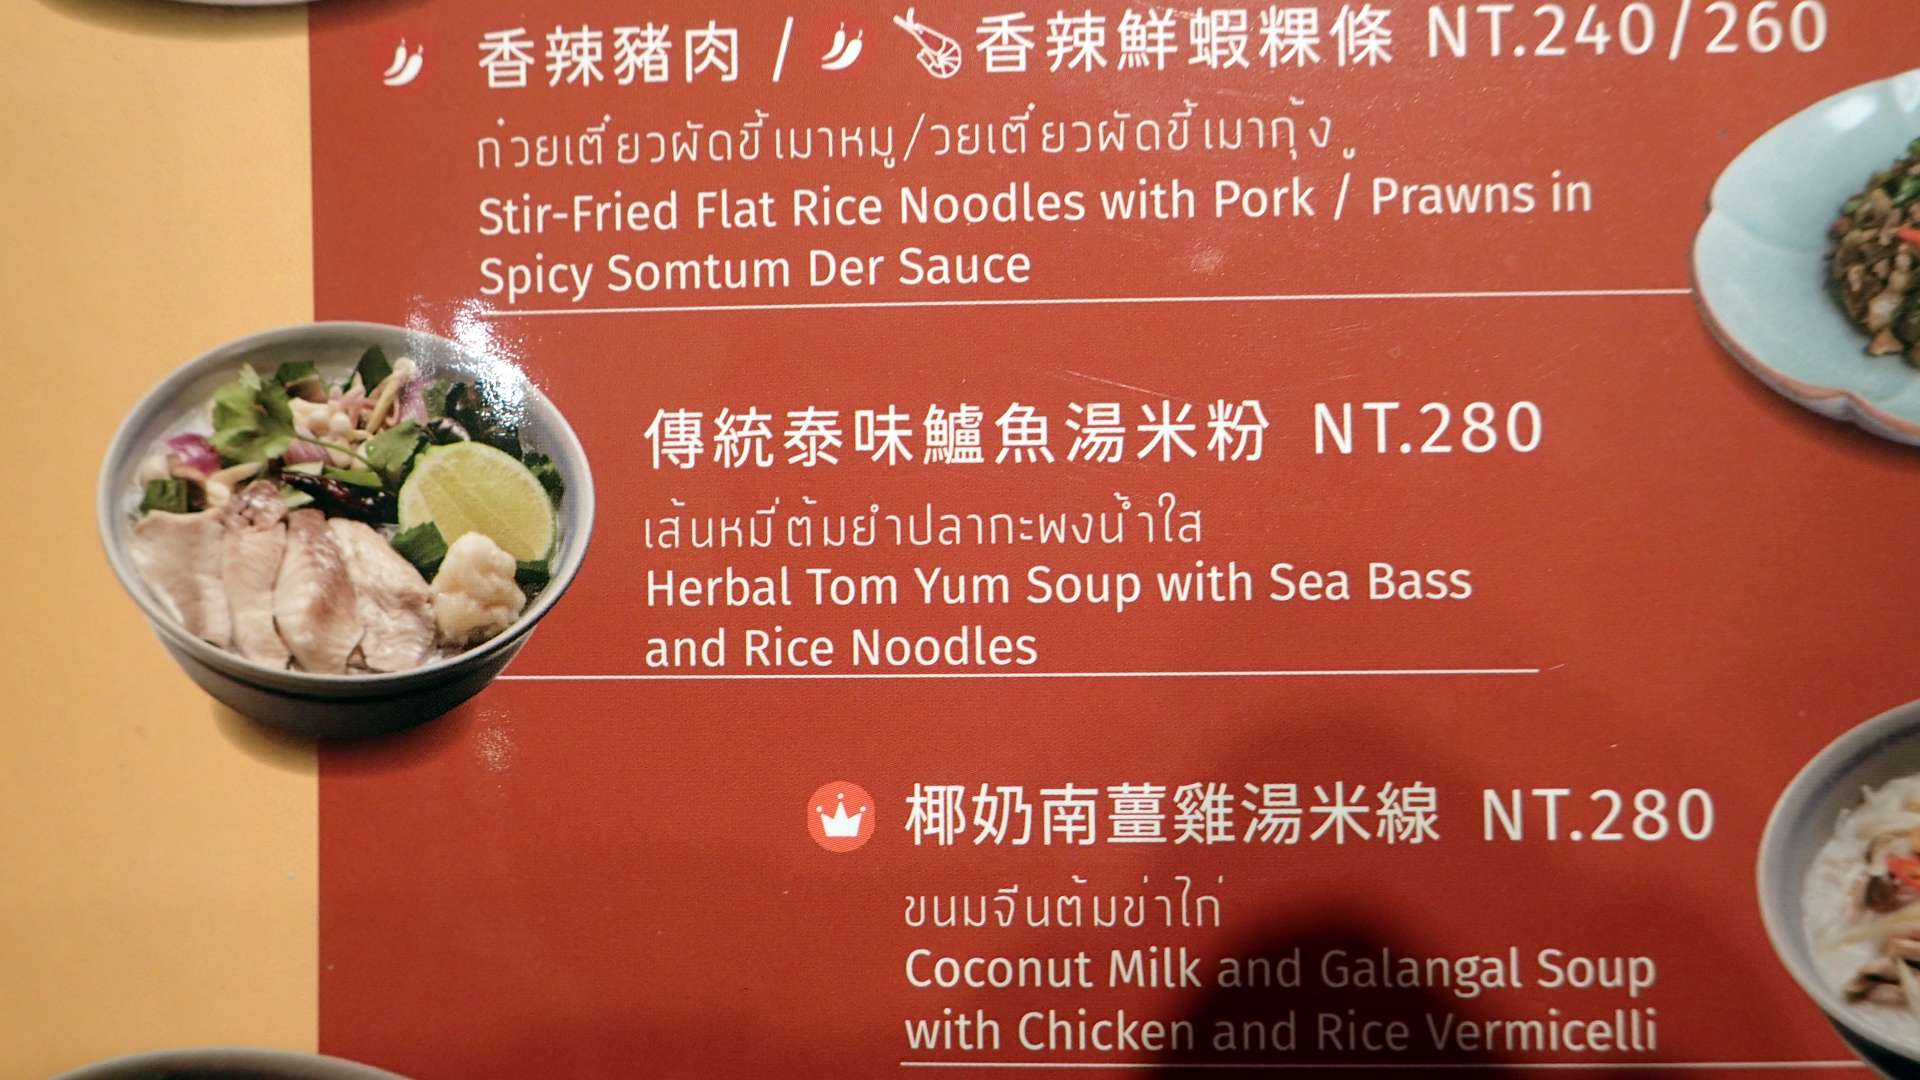 香辣豬肉 / 香辣鮮蝦粿條 NT.240/260
ก๋วยเตี๋ยวผัดขี้เมาหมู/วยเตี๋ยวผัดขี้เมากุ้ง ู
Stir-Fried Flat Rice Noodles with Pork / Prawns in
Spicy Somtum Der Sauce
傳統泰味鱸魚湯米粉 NT.280
เส้นหมี่ต้มยำปลากะพงน้ำใส
Herbal Tom Yum Soup with Sea Bass
and Rice Noodles
椰奶南薑雞湯米線 NT.280
ขนมจีนต้มข่าไก่
Coconut Milk and Galangal Soup
with Chicken and Rice Vermicelli